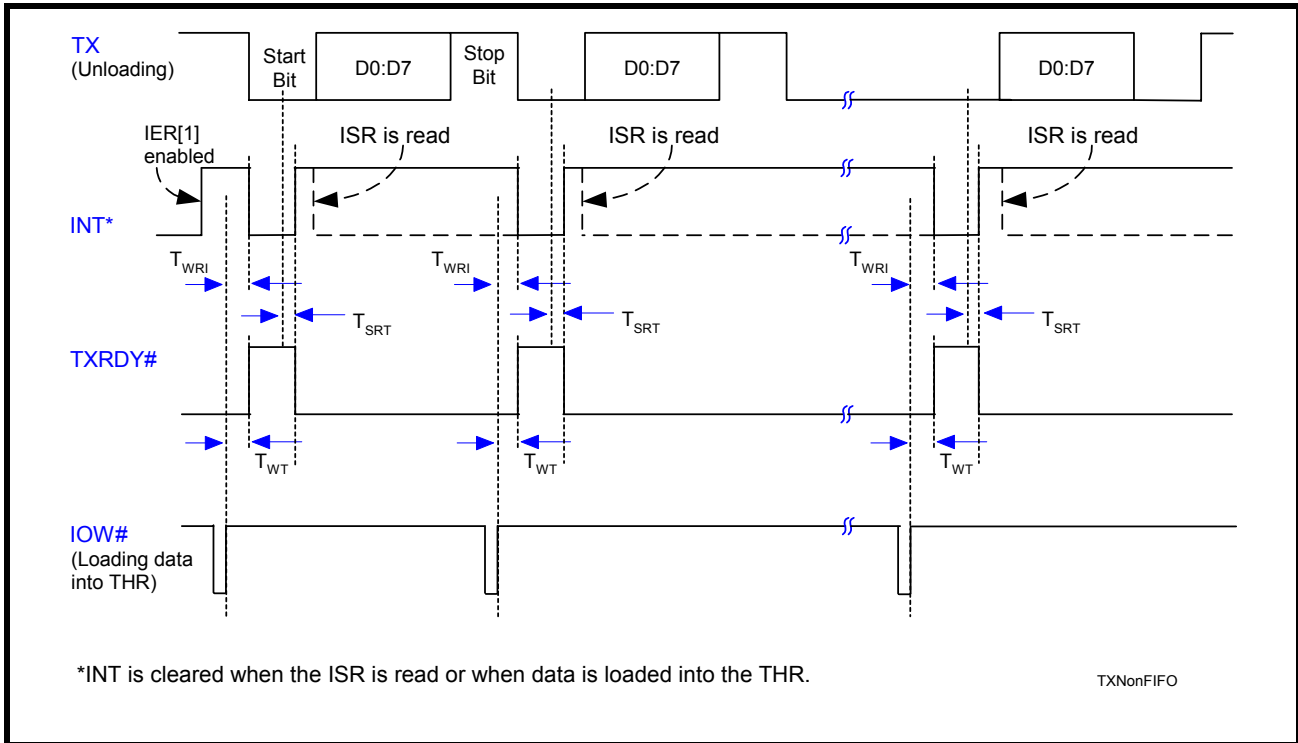 TX
(Unloading)
Start
Bit
D0:D7
Stop
Bit
D0:D7
D0:D7
IER[1]
enabled
ISR is read
ISR is read
ISR is read
INT*
TWRI
TWRI
TWRI
TSRT
TSRT
TSRT
TXRDY#
TWT
TWT
TWT
IOW#
(Loading data
into THR)
*INT is cleared when the ISR is read or when data is loaded into the THR.
TXNonFIFO